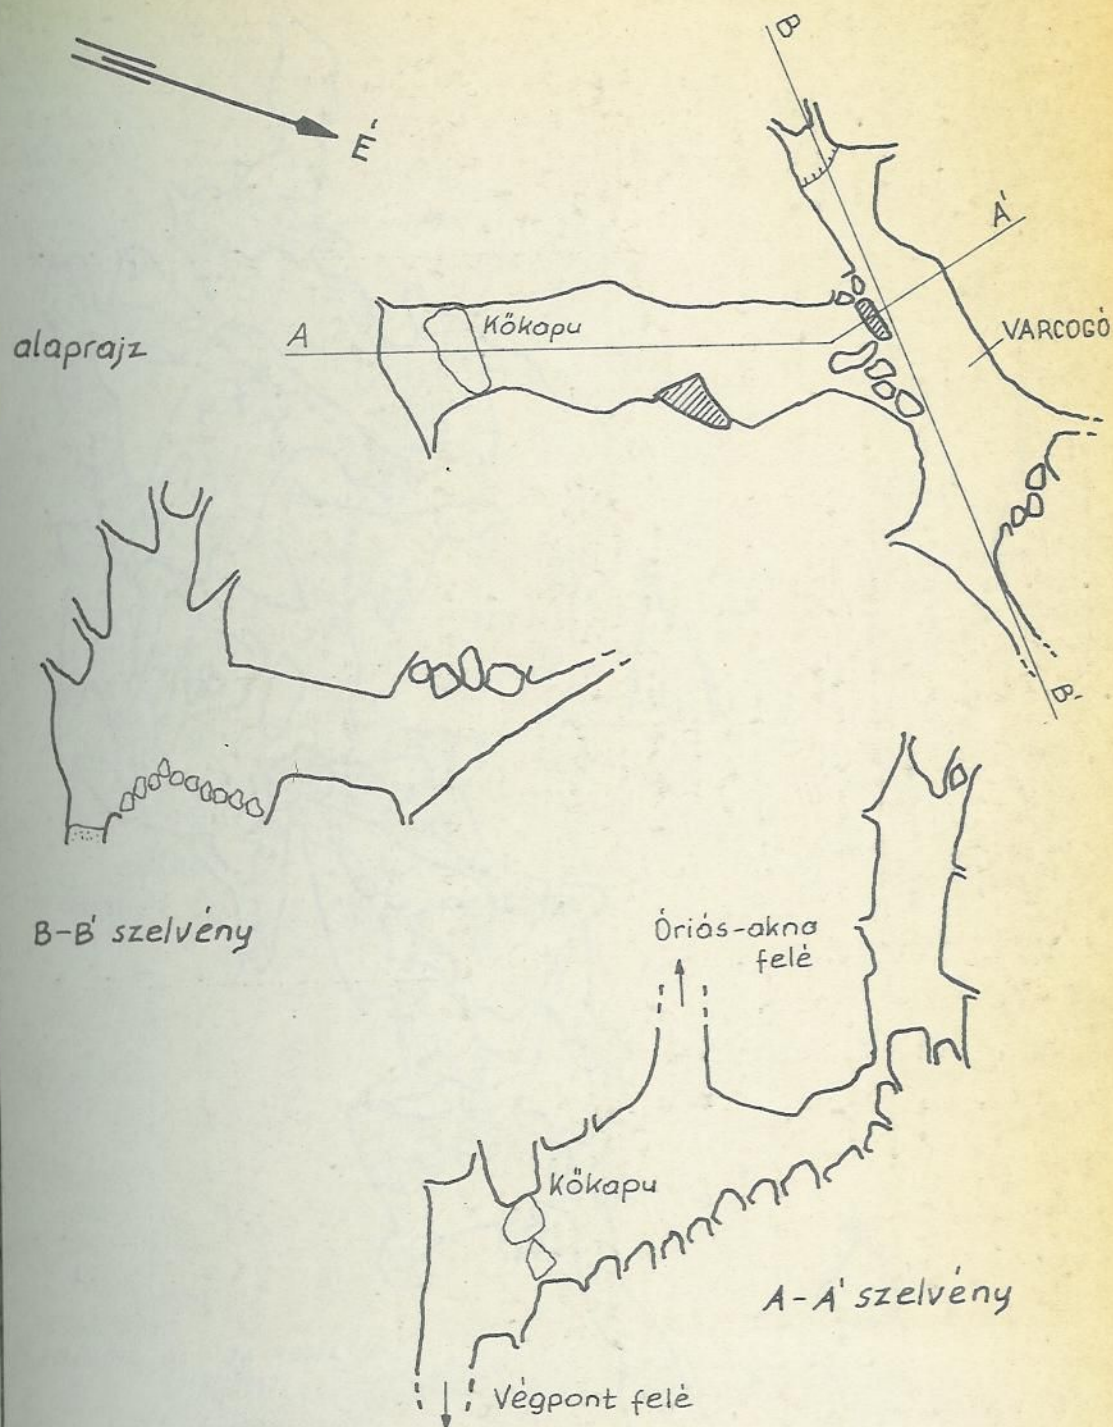 B
É
A'
Kőkapu
VARCOGÓ
alaprajz
A
B'
B-B' szelvény
Óriás-akna
felé
Kőkapu
A-A' szelvény
Végpont felé